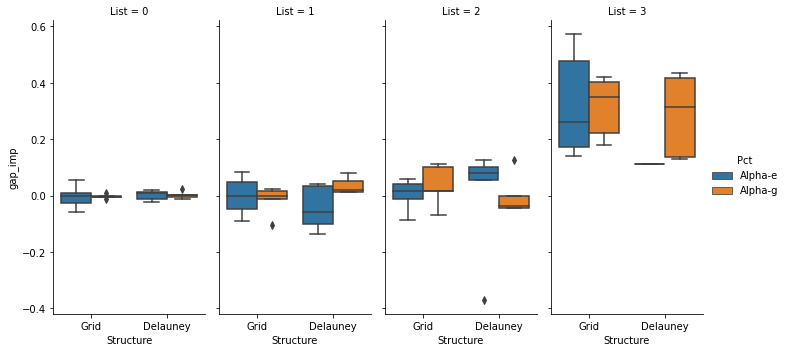 List = 0
List = 1
List = 2
List = 3
0.6
0.4
0.2
0.0
−0.2
−0.4
gap_imp
Grid
Delauney
Grid
Delauney
Grid
Delauney
Grid
Delauney
Structure
Structure
Structure
Structure
Pct
Alpha-e
Alpha-g